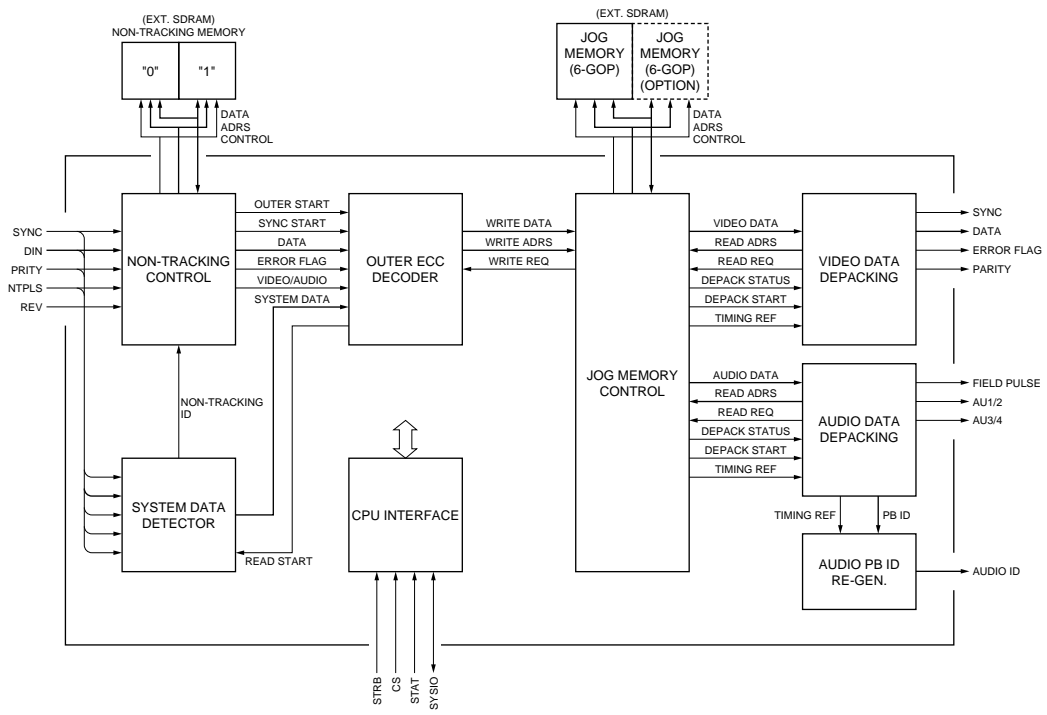 (EXT. SDRAM)
NON-TRACKING MEMORY
"0"
"1"
DATA
ADRS
CONTROL
(EXT. SDRAM)
JOG
MEMORY
(6-GOP)
JOG
MEMORY
(6-GOP)
(OPTION)
DATA
ADRS
CONTROL
SYNC
DIN
PRITY
NTPLS
REV
NON-TRACKING
CONTROL
OUTER START
SYNC START
DATA
ERROR FLAG
VIDEO/AUDIO
SYSTEM DATA
OUTER ECC
DECODER
WRITE DATA
WRITE ADRS
WRITE REQ
JOG MEMORY
CONTROL
VIDEO DATA
READ ADRS
READ REQ
DEPACK STATUS
DEPACK START
TIMING REF
VIDEO DATA
DEPACKING
SYNC
DATA
ERROR FLAG
PARITY
NON-TRACKING
ID
AUDIO DATA
READ ADRS
READ REQ
DEPACK STATUS
DEPACK START
TIMING REF
AUDIO DATA
DEPACKING
FIELD PULSE
AU1/2
AU3/4
SYSTEM DATA
DETECTOR
READ START
CPU INTERFACE
TIMING REF
PB ID
AUDIO PB ID
RE-GEN.
AUDIO ID
STRB
CS
STAT
SYSIO